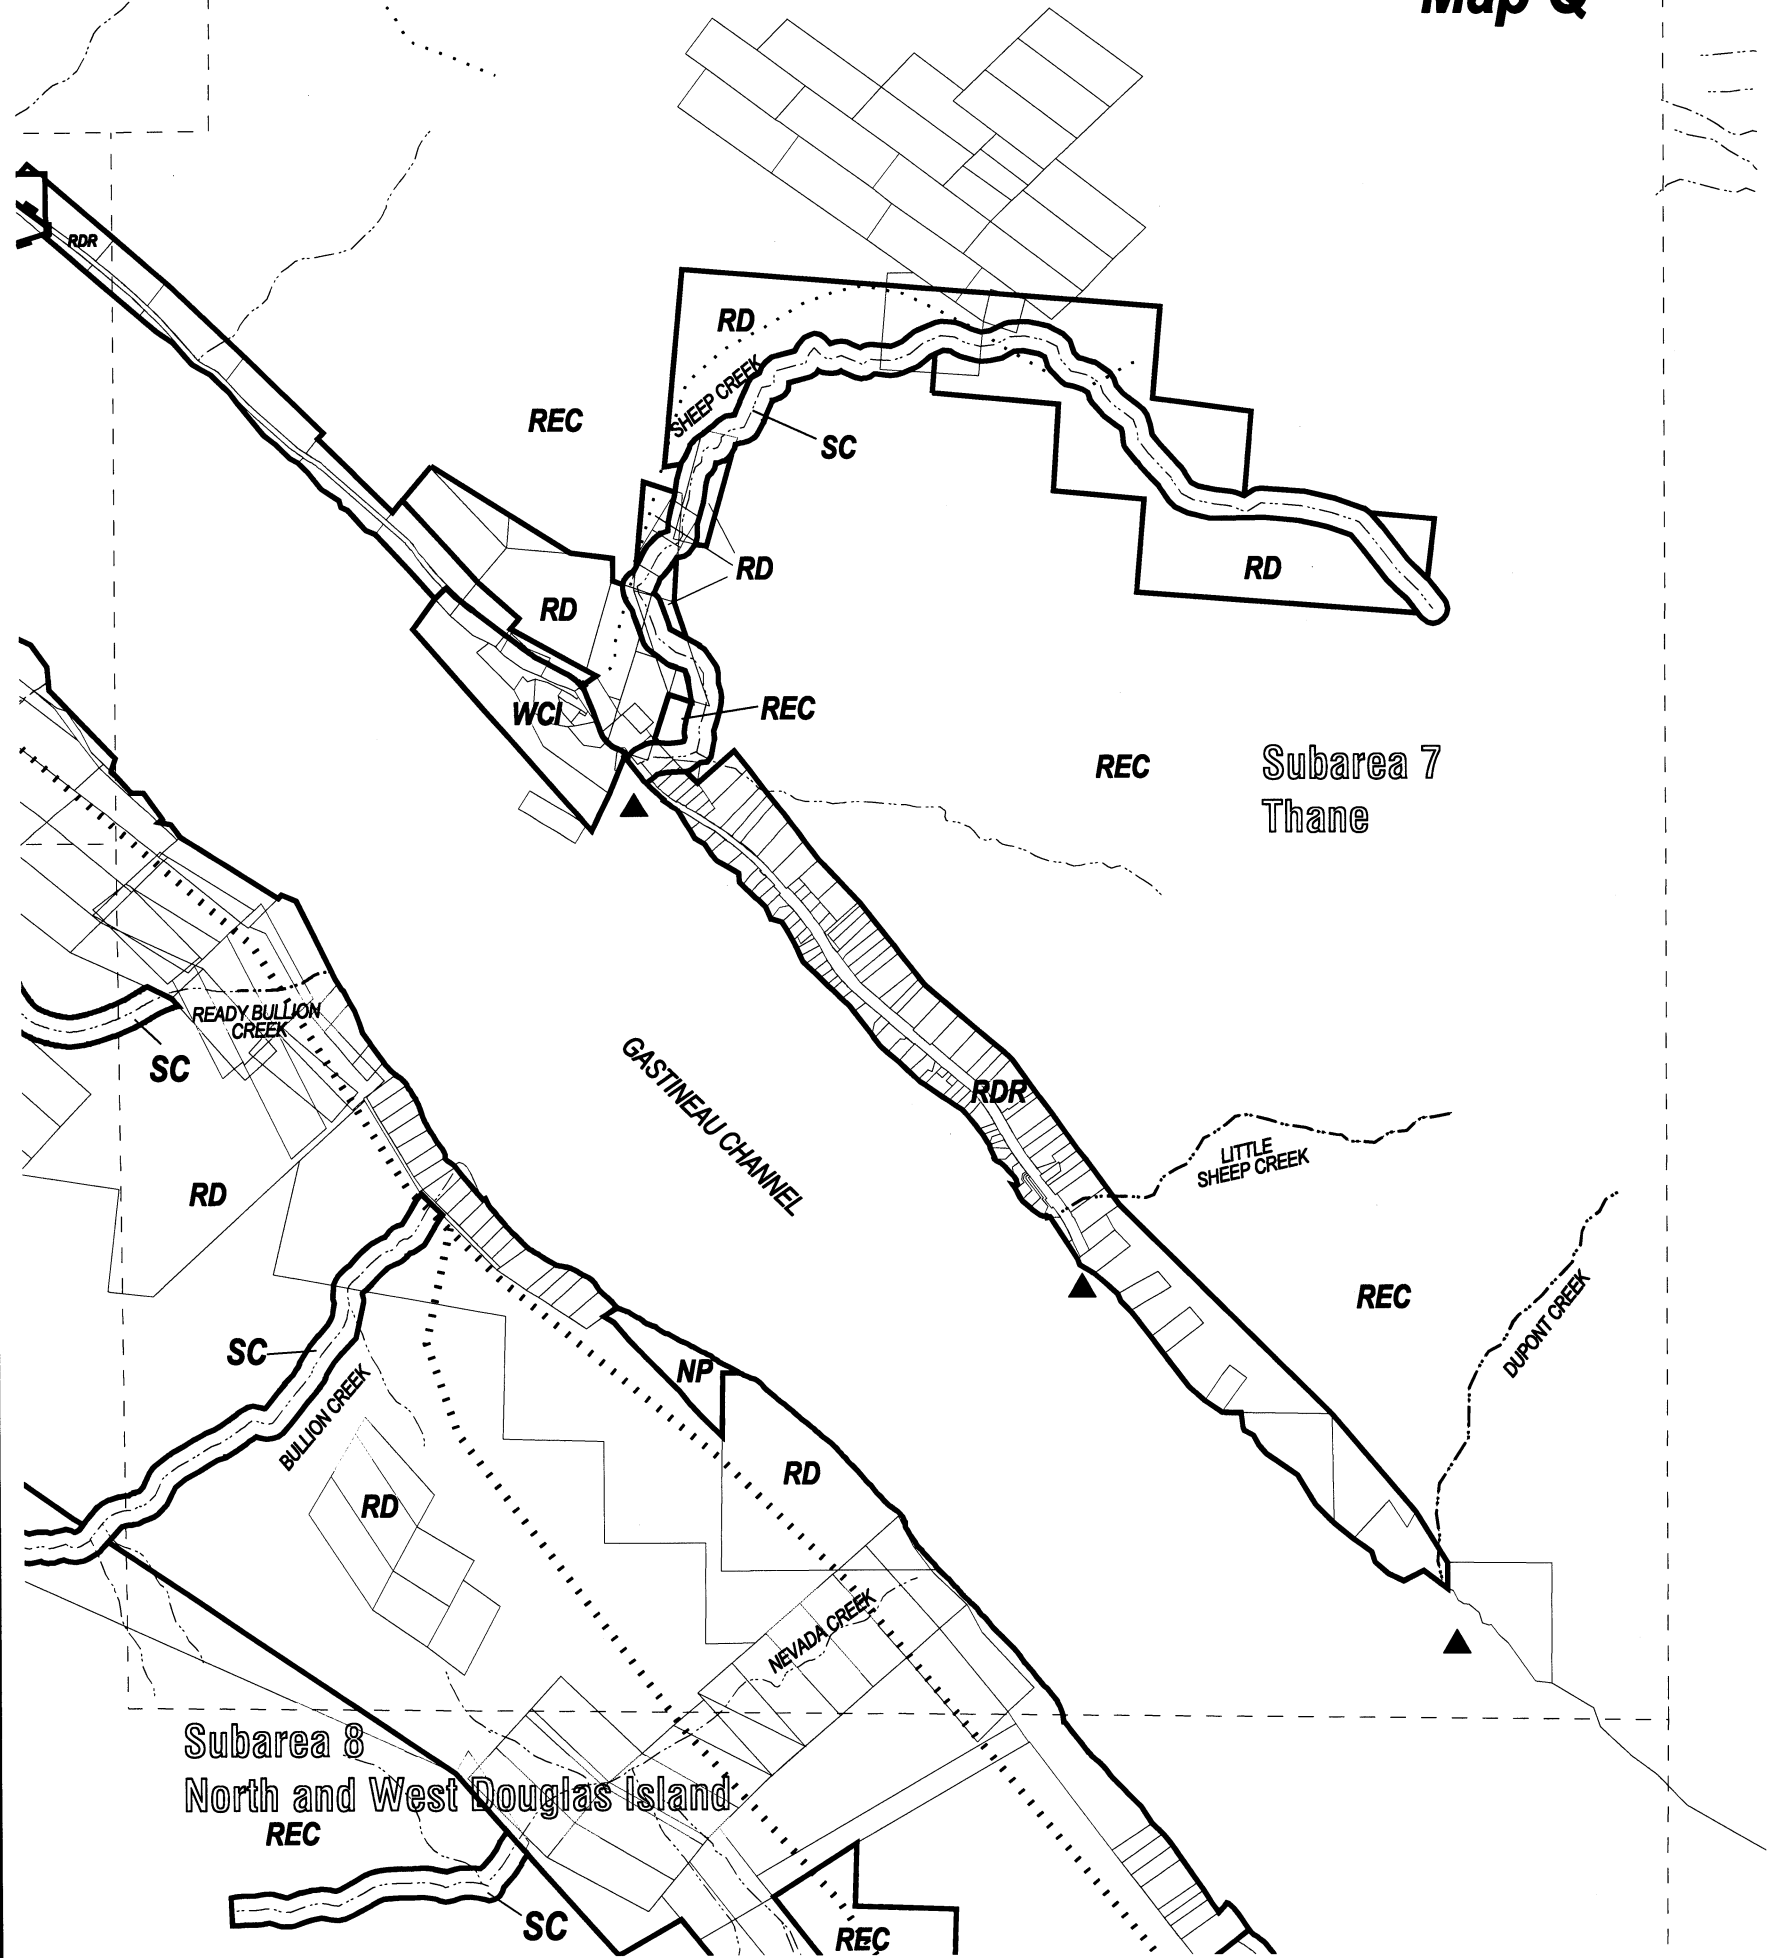 Map Q
RDR
RD
SHEEP CREEK
REC
SC
RD
RD
RD
WCI
REC
REC
Subarea 7
Thane
READY BULLION
CREEK
SC
GASTINEAU CHANNEL
RDR
LITTLE
SHEEP CREEK
RD
REC
DUPONT CREEK
SC
BULLION CREEK
NP
RD
RD
NEVADA CREEK
Subarea 8
North and West Douglas Island
REC
SC
REC